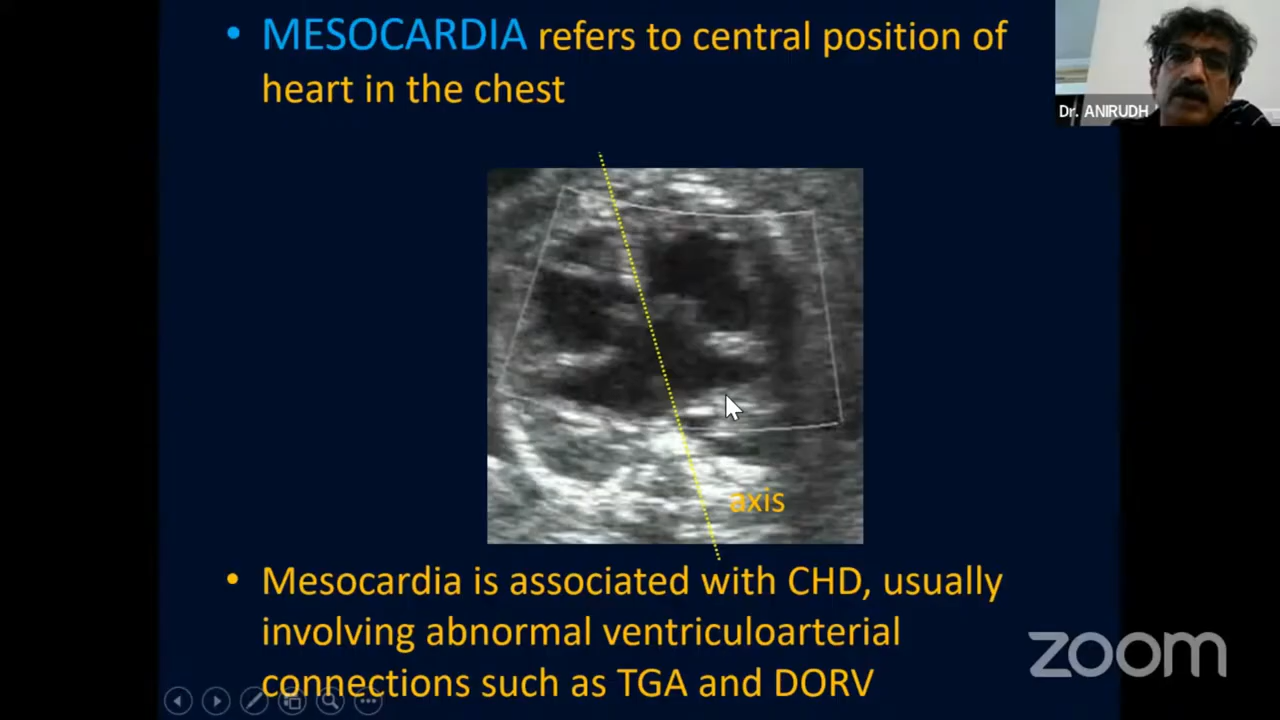 • MESOCARDIA refers to central position of
heart in the chest
Dr. ANIRUDH
axis
• Mesocardia is associated with CHD, usually
involving abnormal ventriculoarterial
connections such as TGA and DORV
zoom